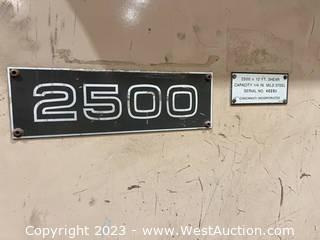 2500
2500 x 12 FT. SHEAR
CAPACITY 1/4 IN. MILD STEEL
SERIAL NO.
CINCINNATI INCORPORATED
Copyright 2023 - WestAuction.com